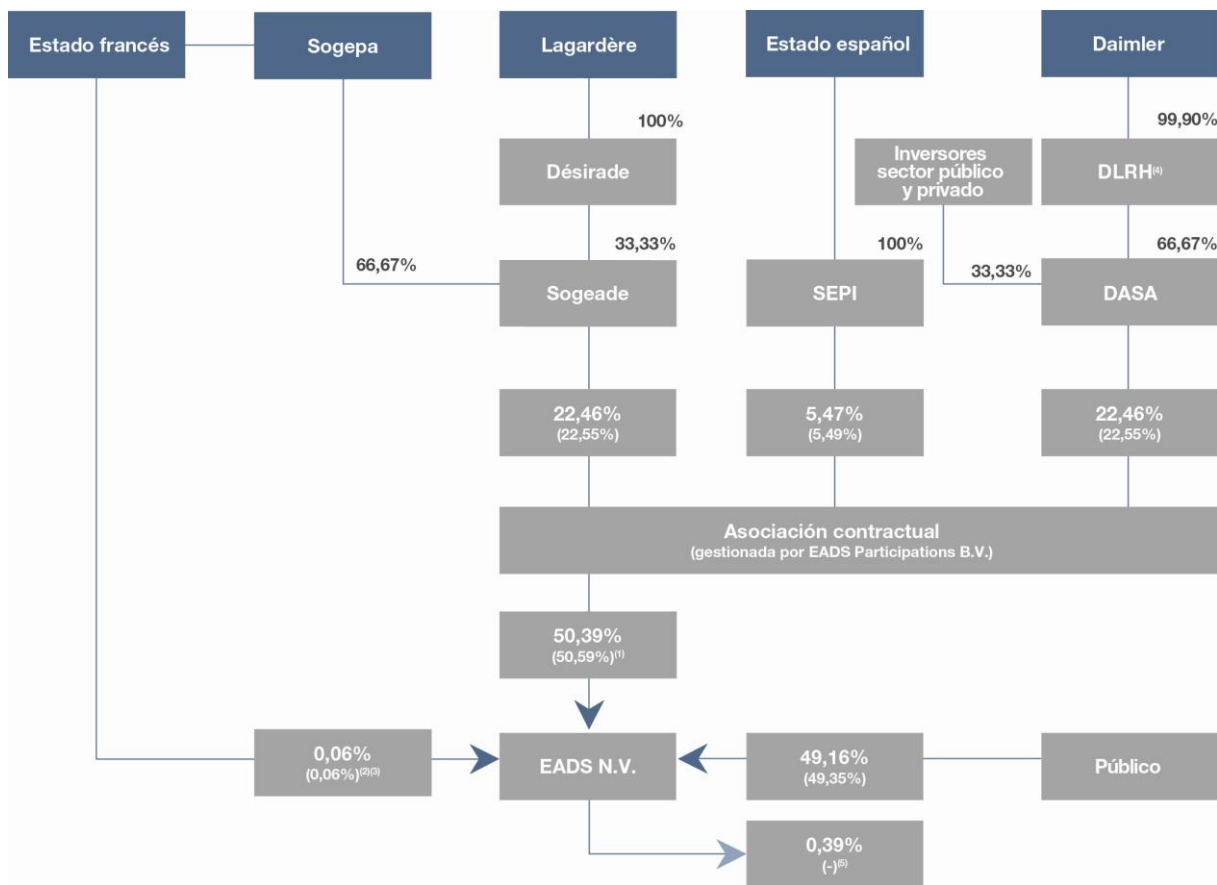 Estado francés
Sogepa
Lagardère
Estado español
Daimler
100%
99,90%
Désirade
Inversores
sector público
y privado
DLRH(4)
33,33%
100%
66,67%
66,67%
33,33%
Sogeade
SEPI
DASA
22,46%
(22,55%)
5,47%
(5,49%)
22,46%
(22,55%)
Asociación contractual
(gestionada por EADS Participations B.V.)
50,39%
(50,59%)(1)
0,06%
(0,06%)(2)(3)
EADS N.V.
49,16%
(49,35%)
Público
0,39%
(-)(5)